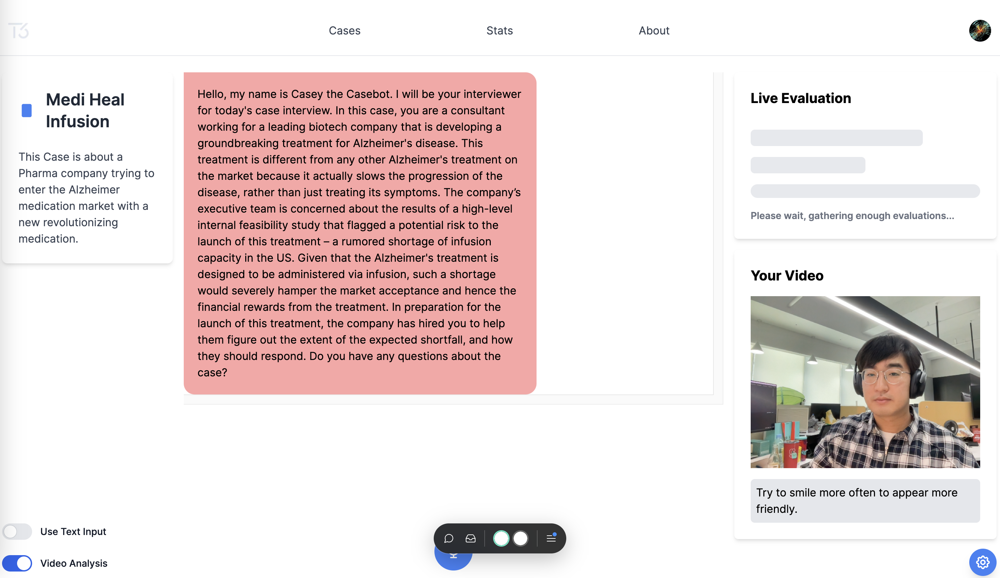 T3
Cases
Stats
About
Medi Heal
Infusion
This Case is about a
Pharma company trying to
enter the Alzheimer
medication market with a
new revolutionizing
medication.
Hello, my name is Casey the Casebot. I will be your interviewer
for today's case interview. In this case, you are a consultant
working for a leading biotech company that is developing a
groundbreaking treatment for Alzheimer's disease. This
treatment is different from any other Alzheimer's treatment on
the market because it actually slows the progression of the
disease, rather than just treating its symptoms. The company’s
executive team is concerned about the results of a high-level
internal feasibility study that flagged a potential risk to the
launch of this treatment – a rumored shortage of infusion
capacity in the US. Given that the Alzheimer's treatment is
designed to be administered via infusion, such a shortage
would severely hamper the market acceptance and hence the
financial rewards from the treatment. In preparation for the
launch of this treatment, the company has hired you to help
them figure out the extent of the expected shortfall, and how
they should respond. Do you have any questions about the
case?
Live Evaluation
Please wait, gathering enough evaluations...
Your Video
Try to smile more often to appear more
friendly.
Use Text Input
Video Analysis